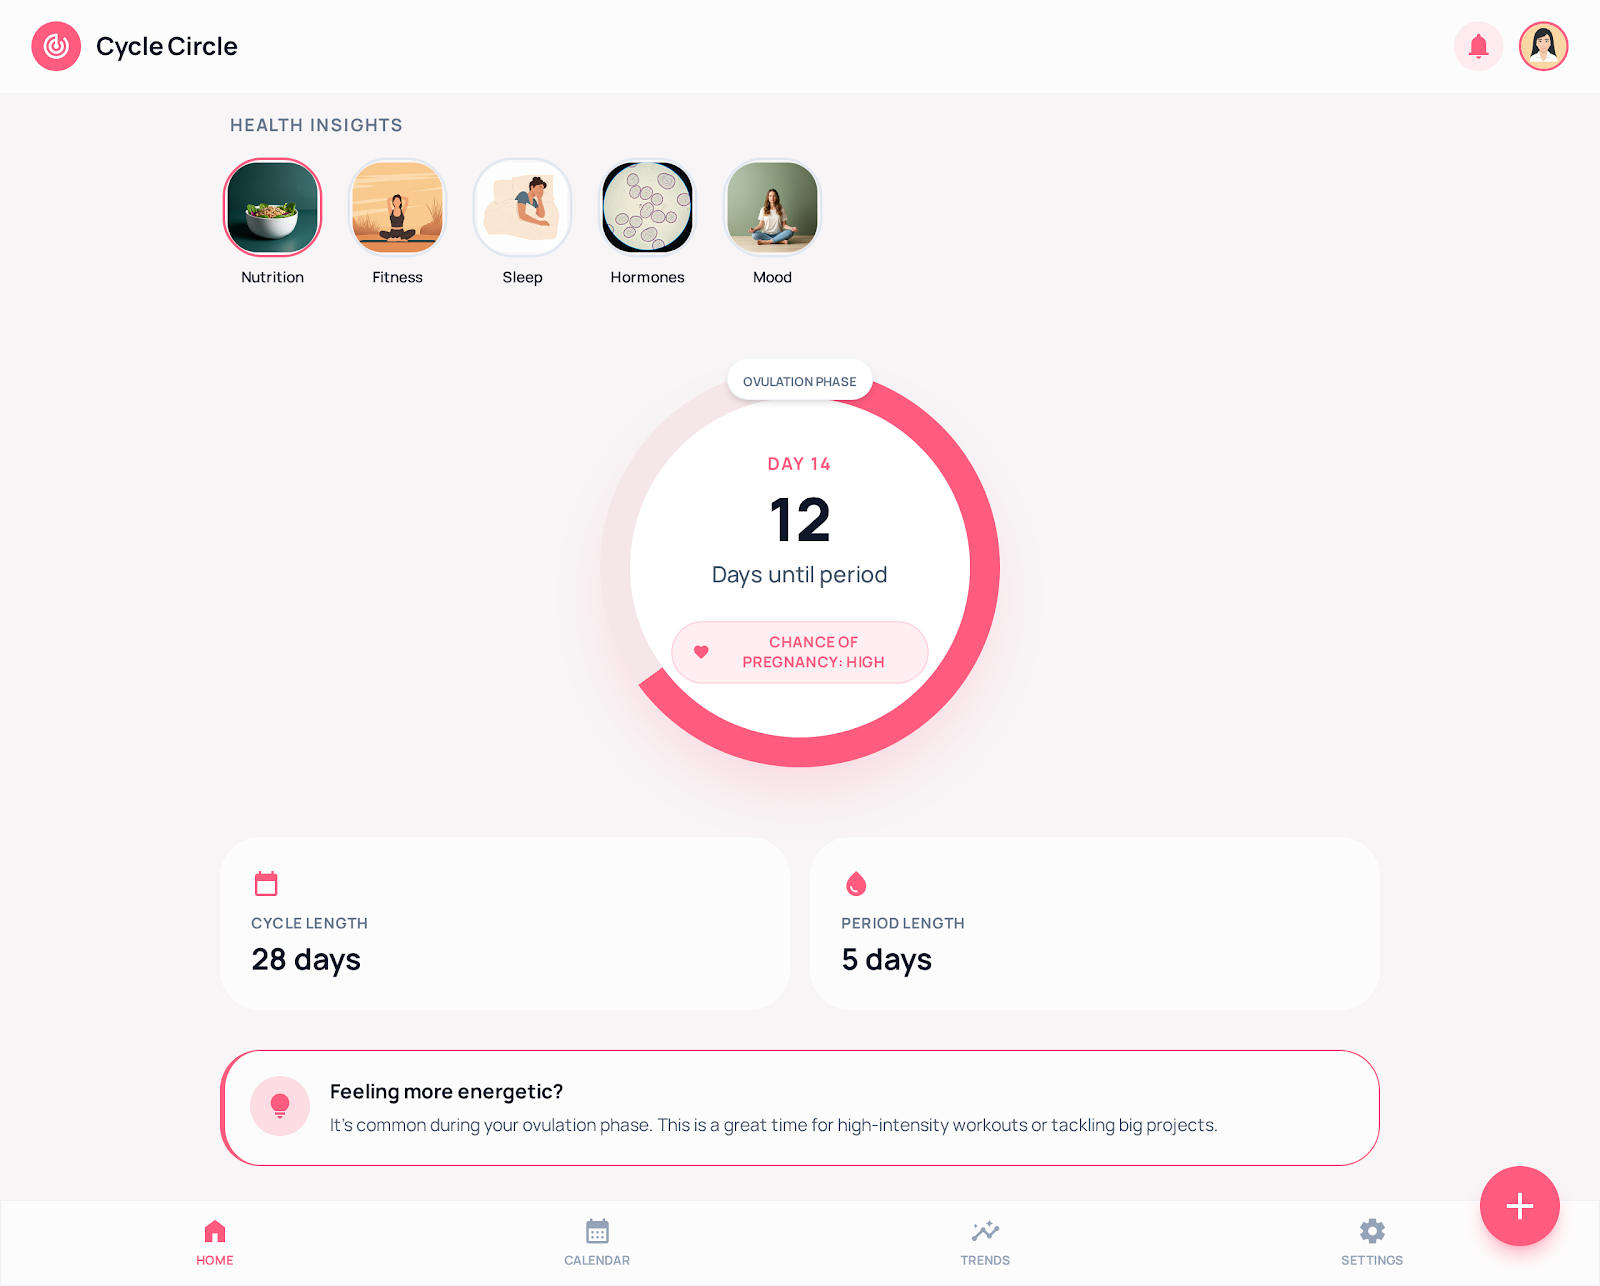 Cycle Circle
HEALTH INSIGHTS
Nutrition
Fitness
Sleep
Hormones
Mood
OVULATION PHASE
DAY 14
12
Days until period
CHANCE OF
PREGNANCY: HIGH
CYCLE LENGTH
28 days
PERIOD LENGTH
5 days
Feeling more energetic?
It's common during your ovulation phase. This is a great time for high-intensity workouts or tackling big projects.
HOME
CALENDAR
TRENDS
SETTINGS